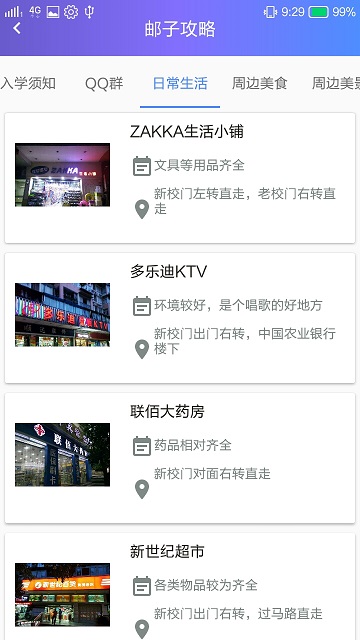 4G 9:29 99%
邮子攻略
入学须知 QQ群 日常生活 周边美食 周边美景
ZAKKA生活小铺
文具等用品齐全
新校门左转直走，老校门右转直
走
多乐迪KTV
环境较好，是个唱歌的好地方
新校门出门右转，中国农业银行
楼下
联佰大药房
药品相对齐全
新校门对面右转直走
新世纪超市
各类物品较为齐全
新校门出门右转，过马路直走